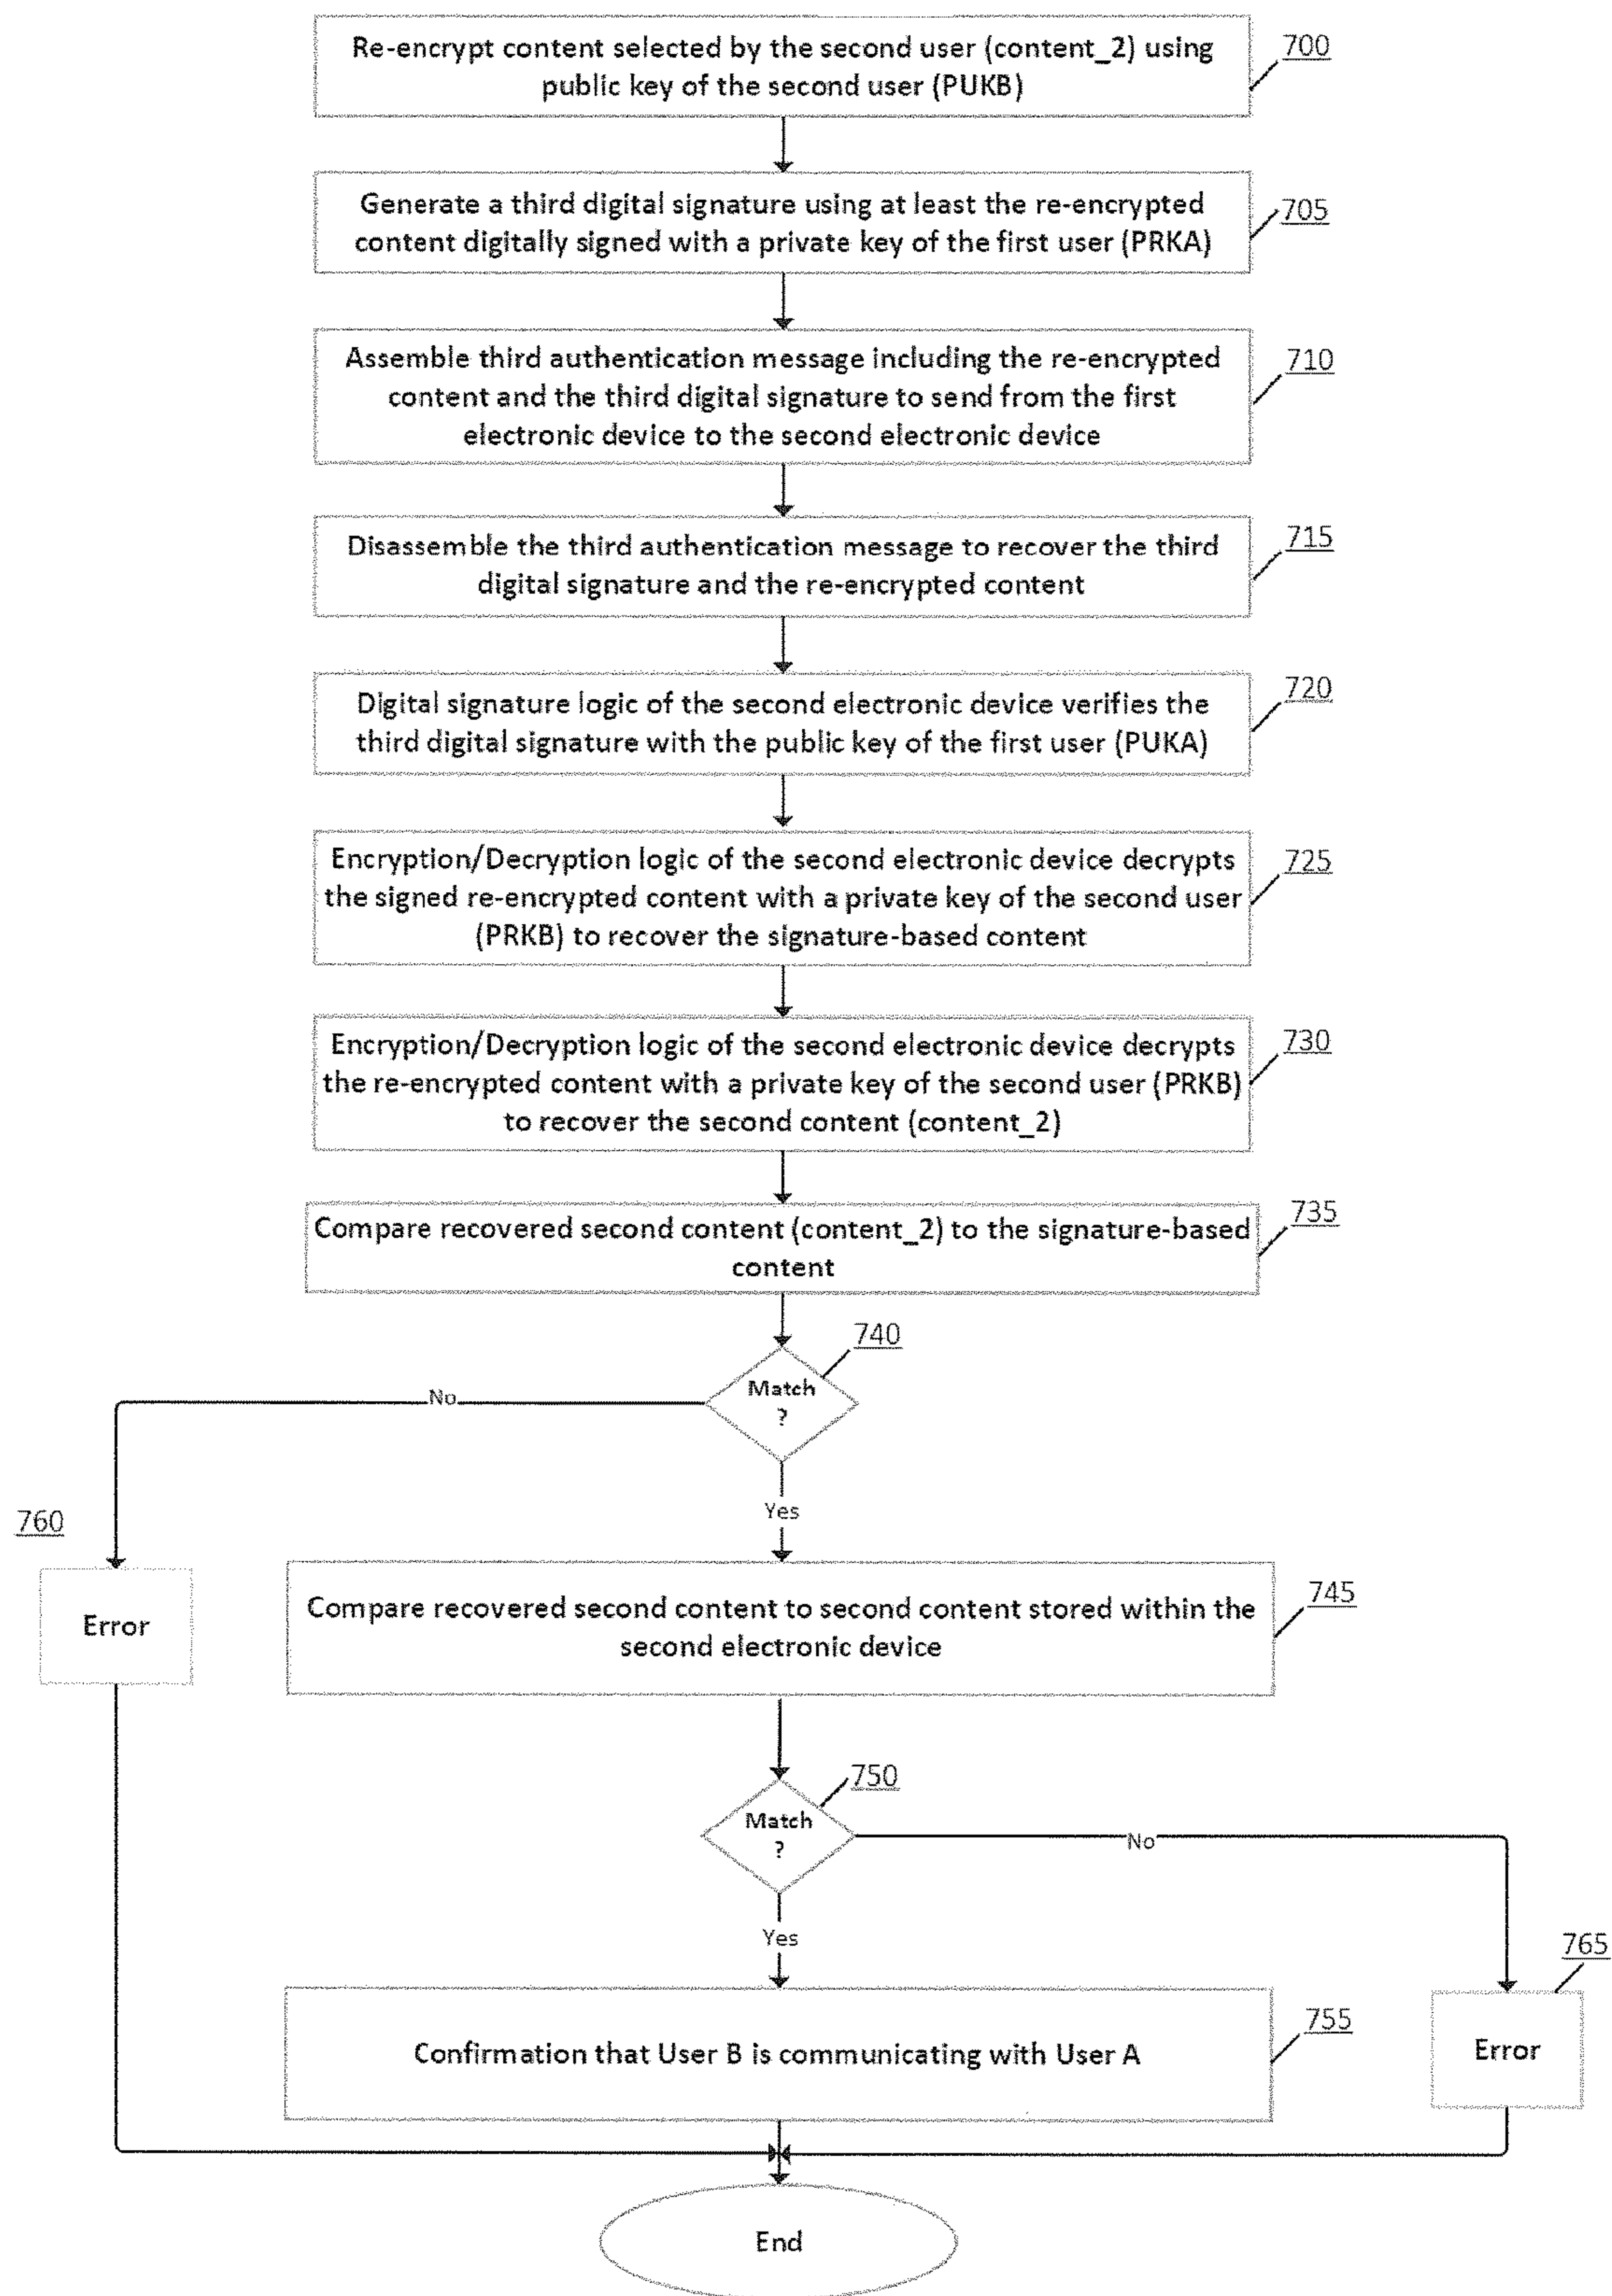 Re-encrypt content selected by the second user (content_2) using
public key of the second user (PUKB)
700
Generate a third digital signature using at least the re-encrypted
content digitally signed with a private key of the first user (PRKA)
705
Assemble third authentication message including the re-encrypted
content and the third digital signature to send from the first
electronic device to the second electronic device
710
Disassemble the third authentication message to recover the third
digital signature and the re-encrypted content
715
Digital signature logic of the second electronic device verifies the
third digital signature with the public key of the first user (PUKA)
720
Encryption/Decryption logic of the second electronic device decrypts
the signed re-encrypted content with a private key of the second user
(PRKB) to recover the signature-based content
725
Encryption/Decryption logic of the second electronic device decrypts
the re-encrypted content with a private key of the second user (PRKB)
to recover the second content (content_2)
730
Compare recovered second content (content_2) to the signature-based
content
735
740
Match
?
No
Yes
760
Error
Compare recovered second content to second content stored within the
second electronic device
745
750
Match
?
No
Yes
765
Error
Confirmation that User B is communicating with User A
755
End